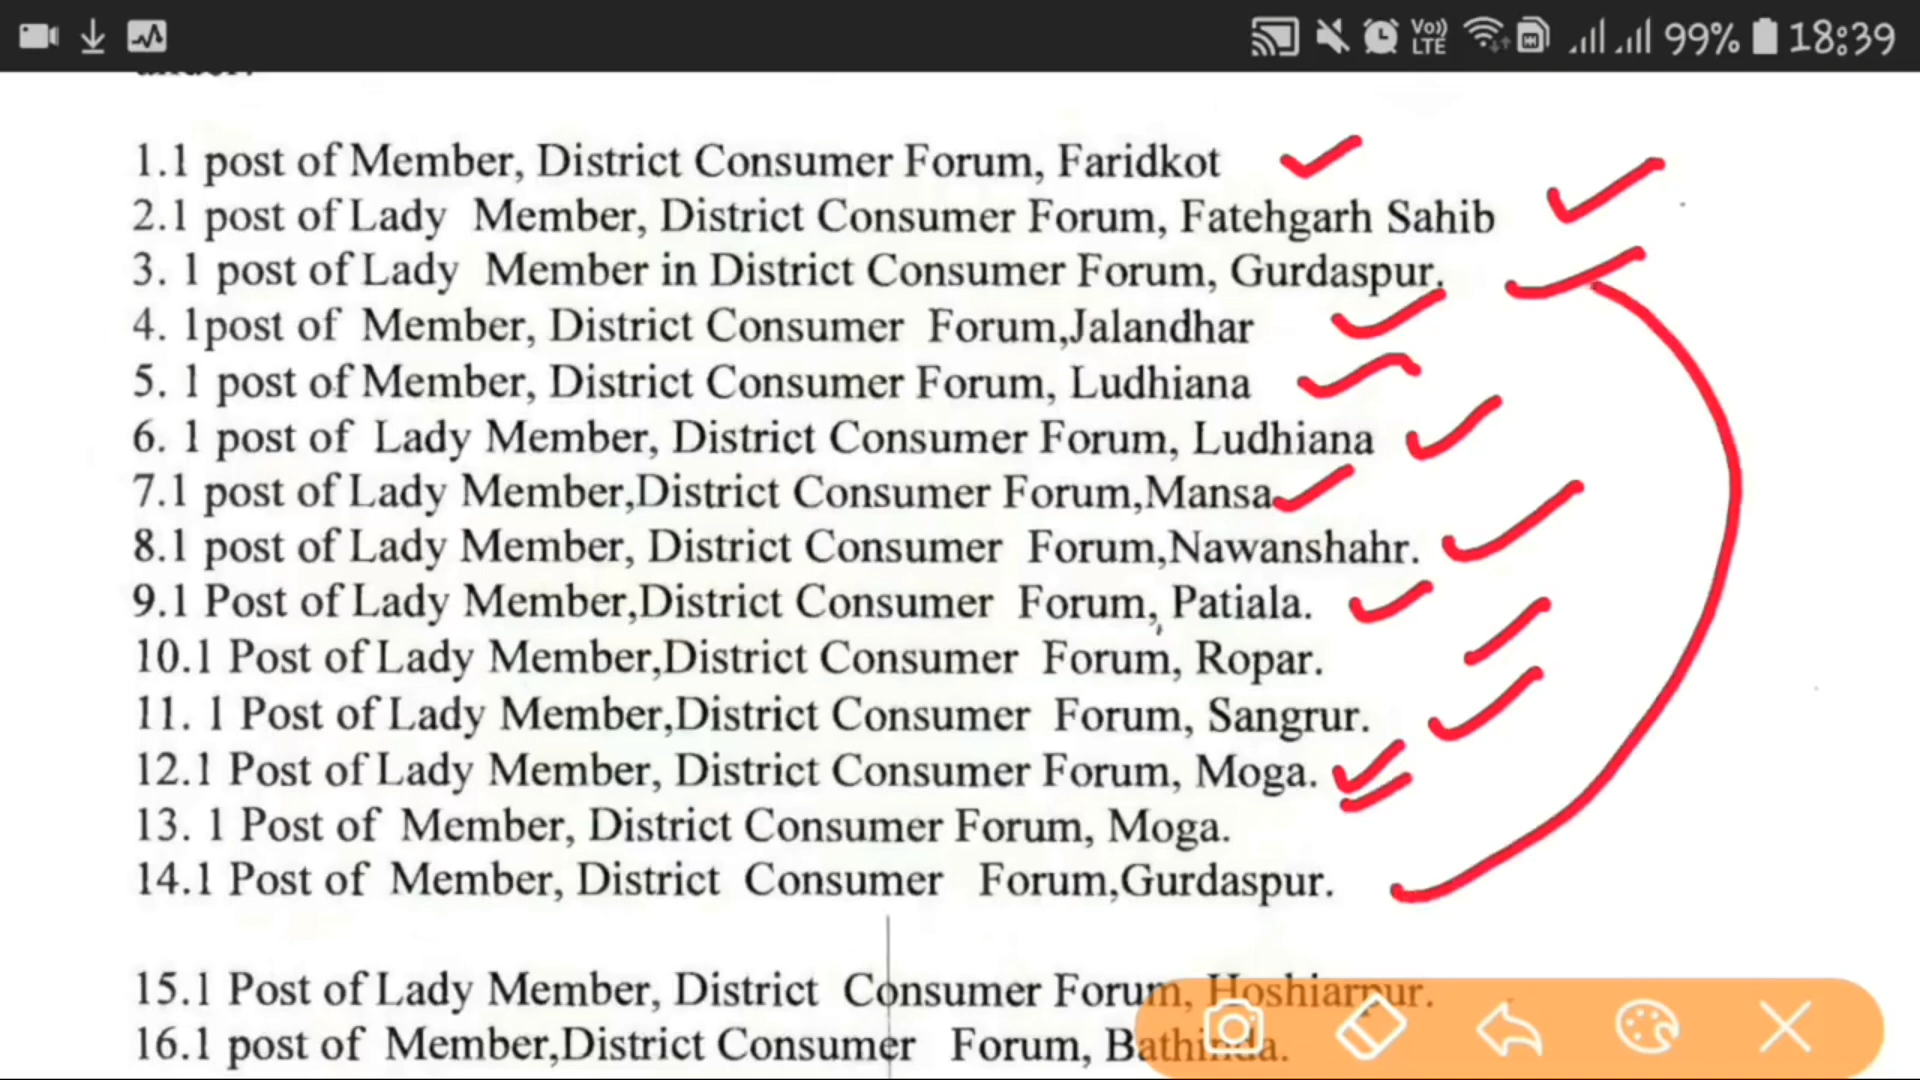 99% 18:39
1.1 post of Member, District Consumer Forum, Faridkot
2.1 post of Lady Member, District Consumer Forum, Fatehgarh Sahib
3. 1 post of Lady Member in District Consumer Forum, Gurdaspur.
4. 1post of Member, District Consumer Forum,Jalandhar
5. 1 post of Member, District Consumer Forum, Ludhiana
6. 1 post of Lady Member, District Consumer Forum, Ludhiana
7.1 post of Lady Member,District Consumer Forum,Mansa
8.1 post of Lady Member, District Consumer Forum,Nawanshahr.
9.1 Post of Lady Member,District Consumer Forum, Patiala.
10.1 Post of Lady Member,District Consumer Forum, Ropar.
11. 1 Post of Lady Member,District Consumer Forum, Sangrur.
12.1 Post of Lady Member, District Consumer Forum, Moga.
13. 1 Post of Member, District Consumer Forum, Moga.
14.1 Post of Member, District Consumer Forum,Gurdaspur.
15.1 Post of Lady Member, District Consumer Forum, Hoshiarpur.
16.1 post of Member,District Consumer Forum, Bathinda.